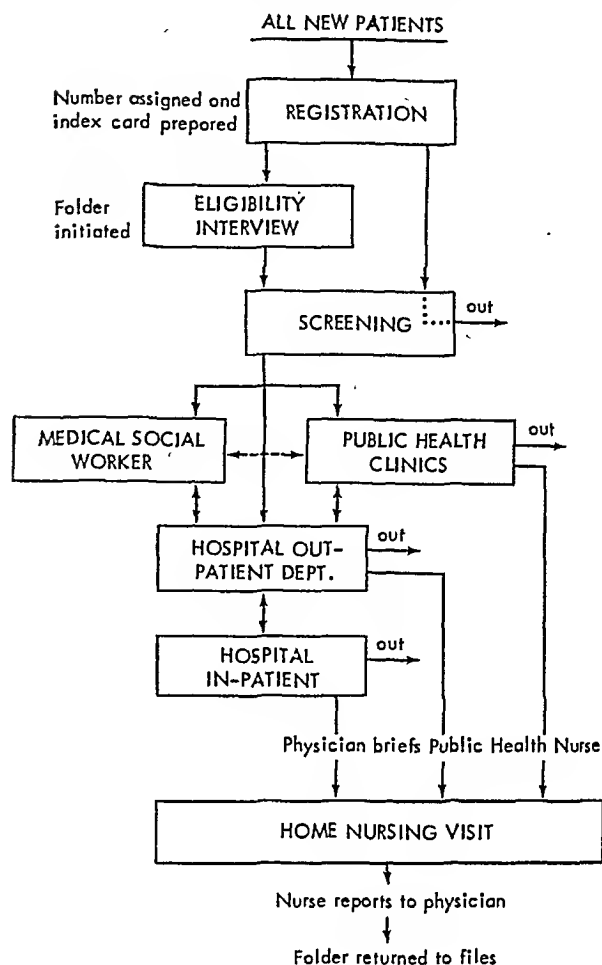 ALL NEW PATIENTS
Number assigned ond
index card prepored
REGISTRATION
Folder
initiated
ELIGIBILITY
INTERVIEW
SCREENING
out
MEDICAL SOCIAL
WORKER
PUBLIC HEALTH
CLINICS
out
HOSPITAL OUT-
PATIENT DEPT.
out
HOSPITAL
IN-PATIENT
out
Physician briefs Public Health Nurse
HOME NURSING VISIT
Nurse reports to physician
Folder returned to files